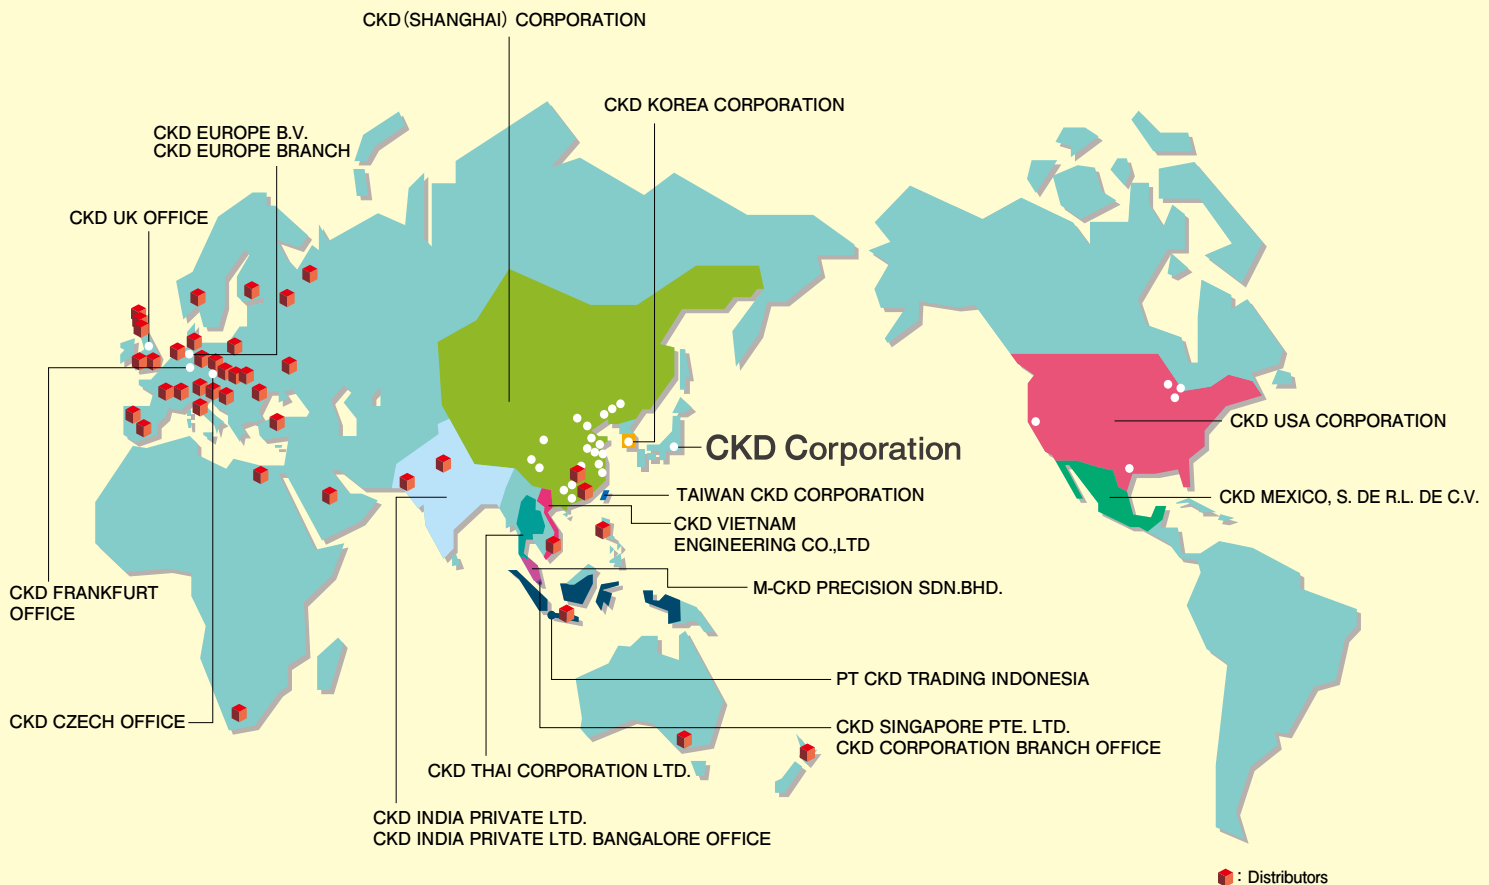 CKD(SHANGHAI) CORPORATION
CKD KOREA CORPORATION
CKD EUROPE B.V.
CKD EUROPE BRANCH
CKD UK OFFICE
CKD USA CORPORATION
CKD Corporation
TAIWAN CKD CORPORATION
CKD MEXICO, S. DE R.L. DE C.V.
CKD VIETNAM
ENGINEERING CO.,LTD
CKD FRANKFURT
OFFICE
M-CKD PRECISION SDN.BHD.
PT CKD TRADING INDONESIA
CKD CZECH OFFICE
CKD SINGAPORE PTE. LTD.
CKD CORPORATION BRANCH OFFICE
CKD THAI CORPORATION LTD.
CKD INDIA PRIVATE LTD.
CKD INDIA PRIVATE LTD. BANGALORE OFFICE
: Distributors